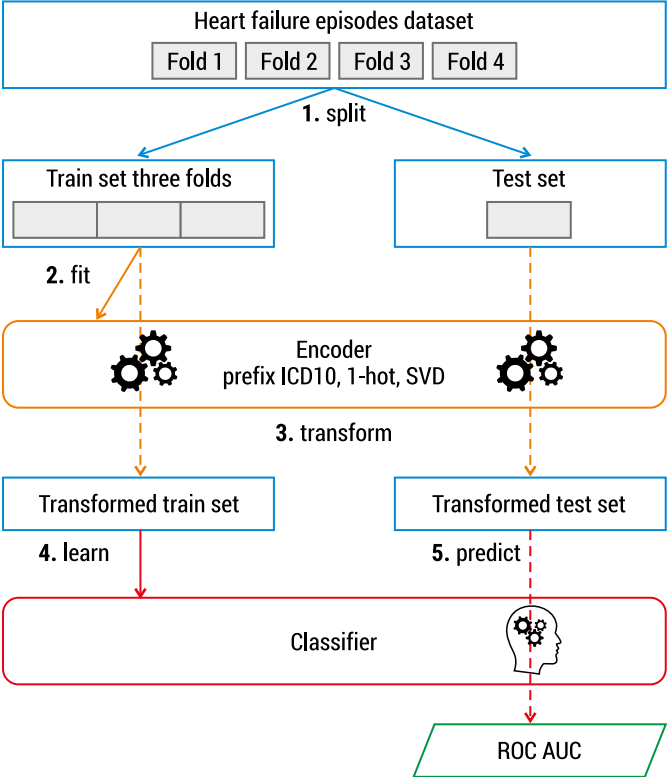 Heart failure episodes dataset
Fold 1 Fold 2 Fold 3 Fold 4
1. split
Train set three folds
Test set
2. fit
Encoder
prefix ICD10, 1-hot, SVD
3. transform
Transformed train set
Transformed test set
4. learn
5. predict
Classifier
ROC AUC